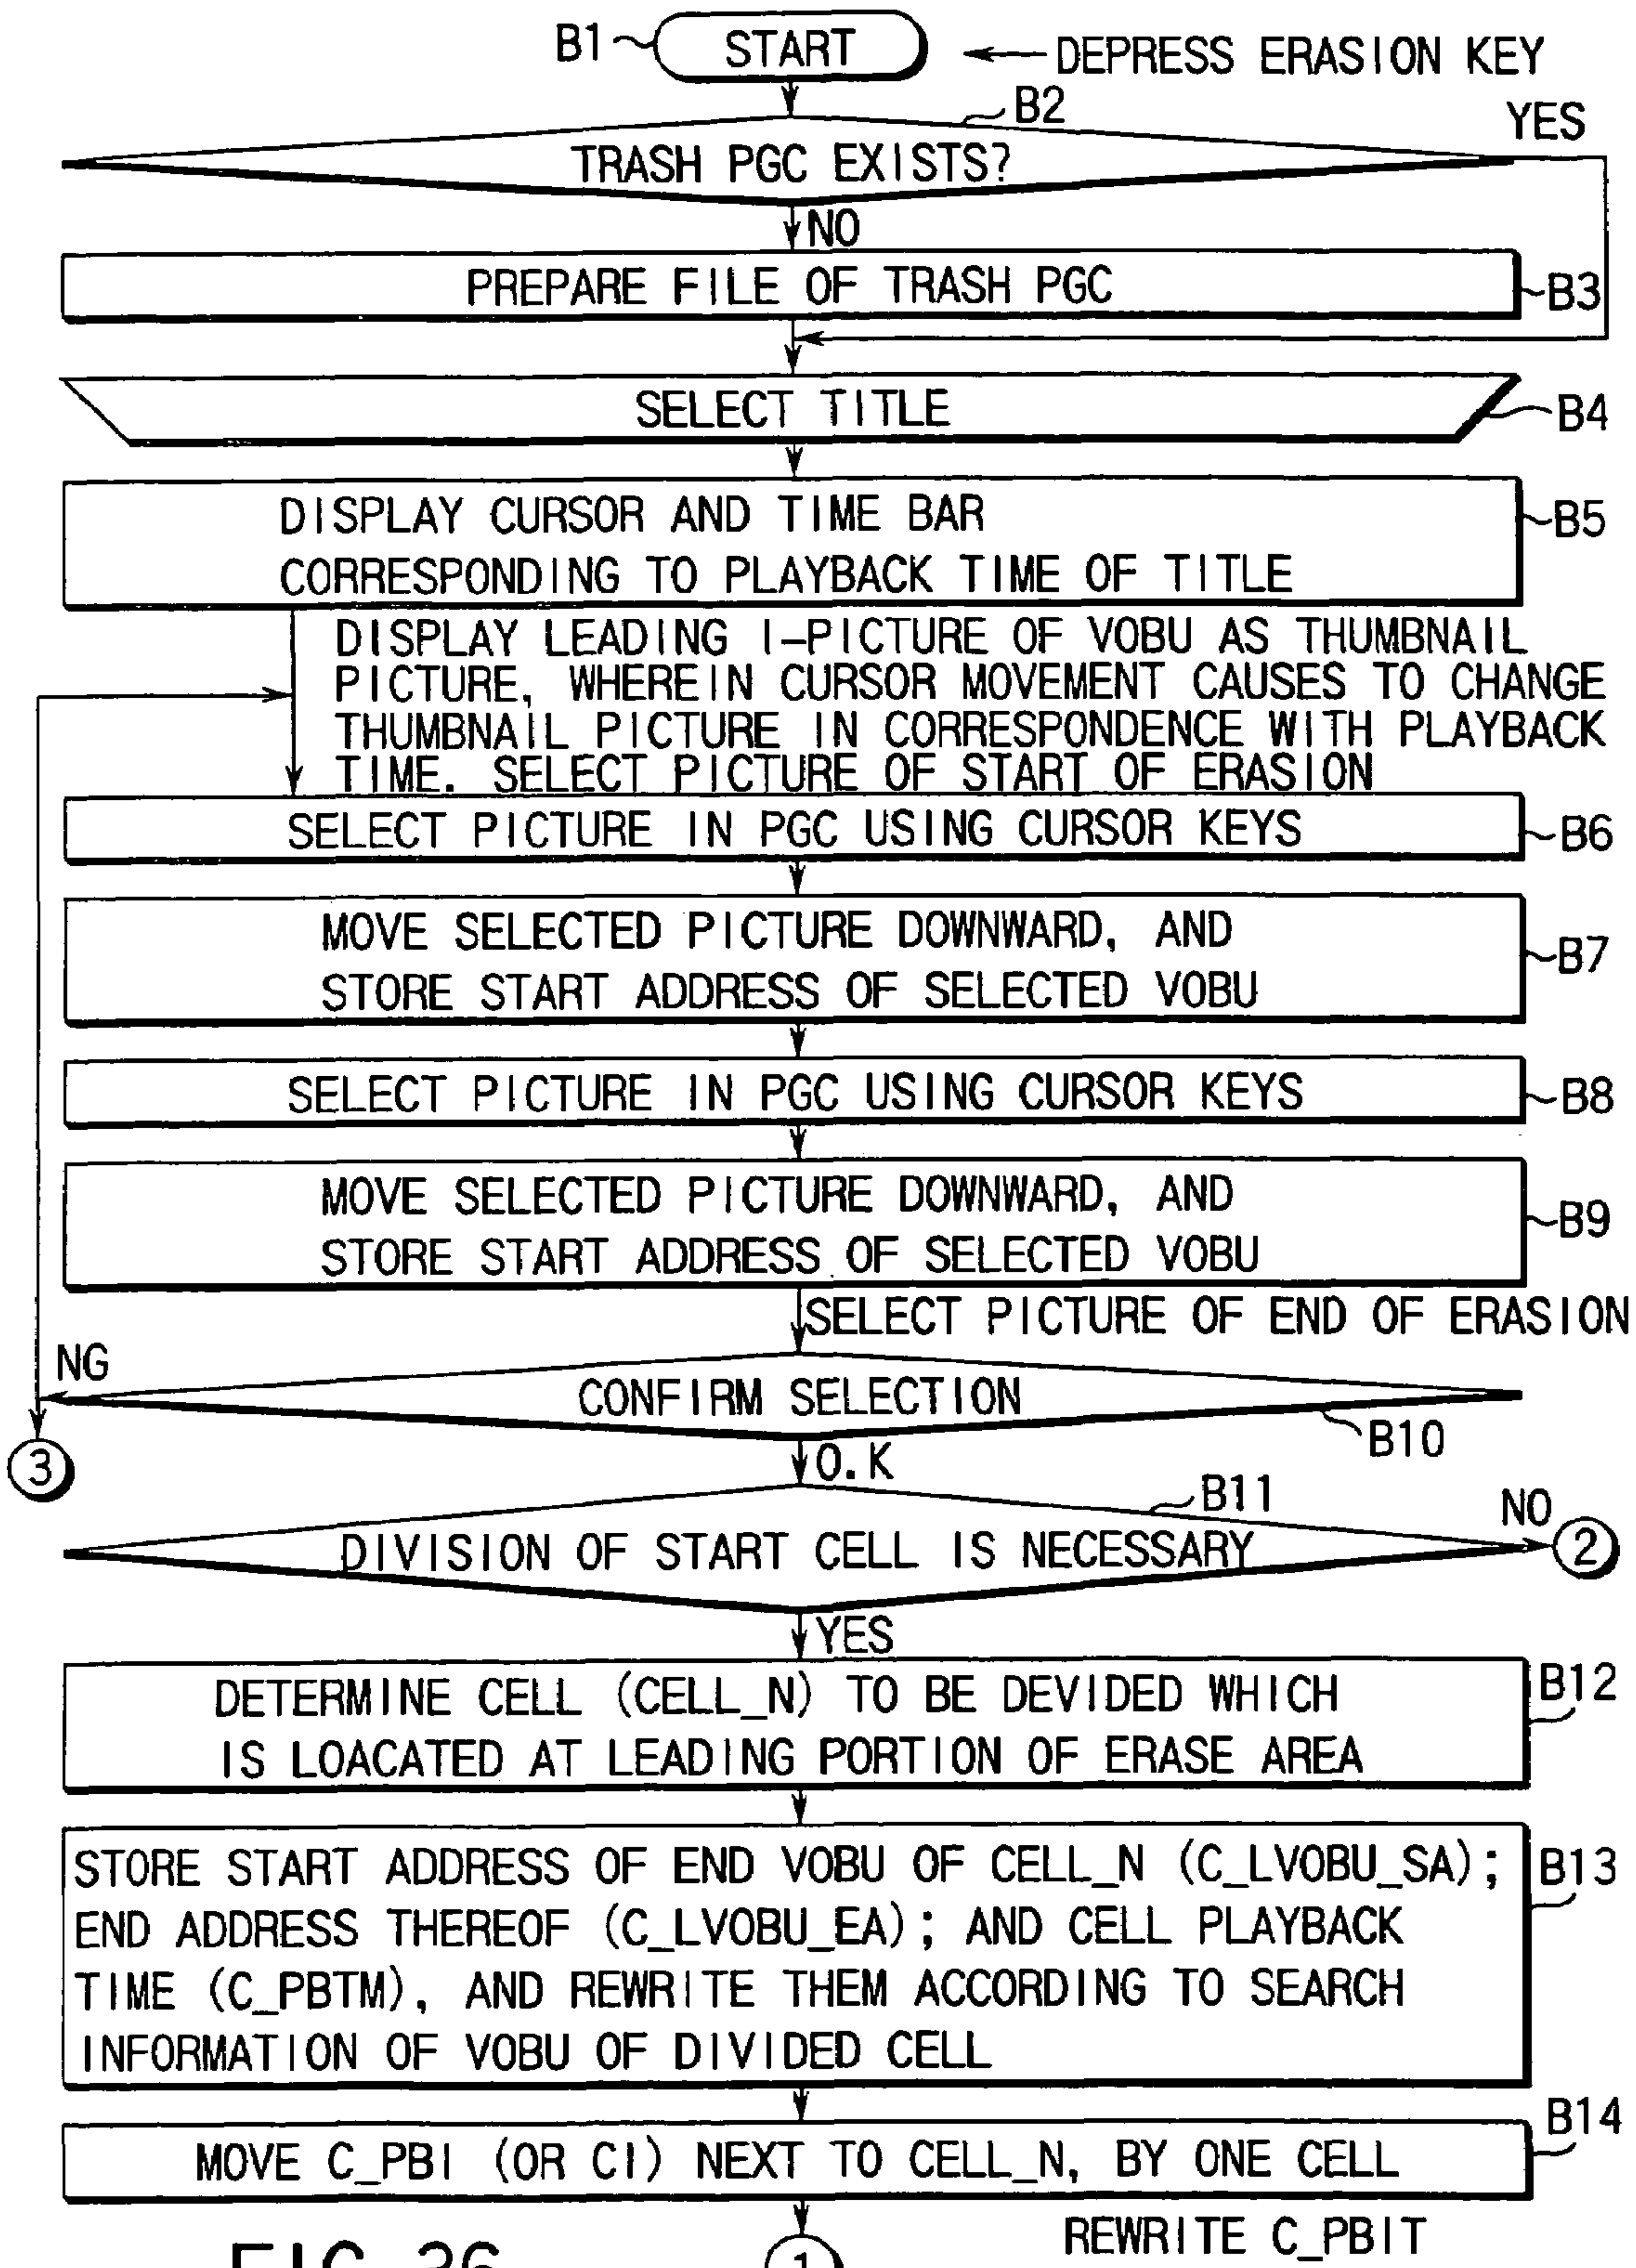 B1
START
DEPRESS ERASION KEY
B2
YES
TRASH PGC EXISTS?
NO
PREPARE FILE OF TRASH PGC
B3
SELECT TITLE
B4
DISPLAY CURSOR AND TIME BAR
CORRESPONDING TO PLAYBACK TIME OF TITLE
B5
DISPLAY LEADING I-PICTURE OF VOBU AS THUMBNAIL
PICTURE, WHEREIN CURSOR MOVEMENT CAUSES TO CHANGE
THUMBNAIL PICTURE IN CORRESPONDENCE WITH PLAYBACK
TIME. SELECT PICTURE OF START OF ERASION
SELECT PICTURE IN PGC USING CURSOR KEYS
B6
MOVE SELECTED PICTURE DOWNWARD, AND
STORE START ADDRESS OF SELECTED VOBU
B7
SELECT PICTURE IN PGC USING CURSOR KEYS
B8
MOVE SELECTED PICTURE DOWNWARD, AND
STORE START ADDRESS OF SELECTED VOBU
B9
SELECT PICTURE OF END OF ERASION
NG
CONFIRM SELECTION
B10
3
O.K
B11
NO
DIVISION OF START CELL IS NECESSARY
2
YES
DETERMINE CELL (CELL_N) TO BE DEVIDED WHICH
IS LOACATED AT LEADING PORTION OF ERASE AREA
B12
STORE START ADDRESS OF END VOBU OF CELL_N (C_LVOBU_SA);
END ADDRESS THEREOF (C_LVOBU_EA); AND CELL PLAYBACK
TIME (C_PBTM), AND REWRITE THEM ACCORDING TO SEARCH
INFORMATION OF VOBU OF DIVIDED CELL
B13
B14
MOVE C_PBI (OR CI) NEXT TO CELL_N, BY ONE CELL
REWRITE C_PBIT
1
FIG. 36